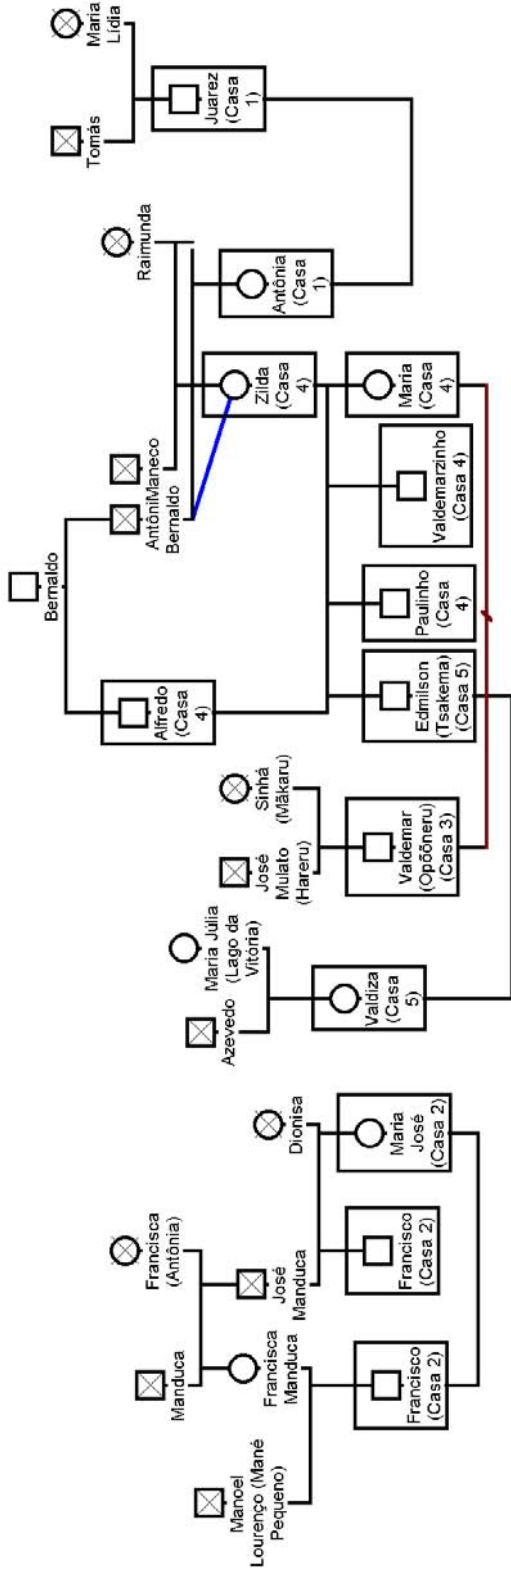 Bernaldo
Manduca
Francisca
(Antônia)
Manoel
Lourenço (Mané
Pequeno)
Francisca
Manduca
José
Manduca
Dionisa
Francisco
(Casa 2)
Francisco
(Casa 2)
Maria
José
(Casa 2)
Azevedo
Maria Júlia
(Lago da
Vitória)
Valdiza
(Casa
5)
José
Mulato
(Hareru)
Sinhá
(Mãkaru)
Valdemar
(Opõõneru)
(Casa 3)
Alfredo
(Casa
4)
AntôniManeco
Bernaldo
Raimunda
Zilda
(Casa
4)
Antônia
(Casa
1)
Edmilson
(Tsakema)
(Casa 5)
Paulinho
(Casa
4)
Valdemarzinho
(Casa 4)
Maria
(Casa
4)
Tomás
Maria
Lídia
Juarez
(Casa
1)